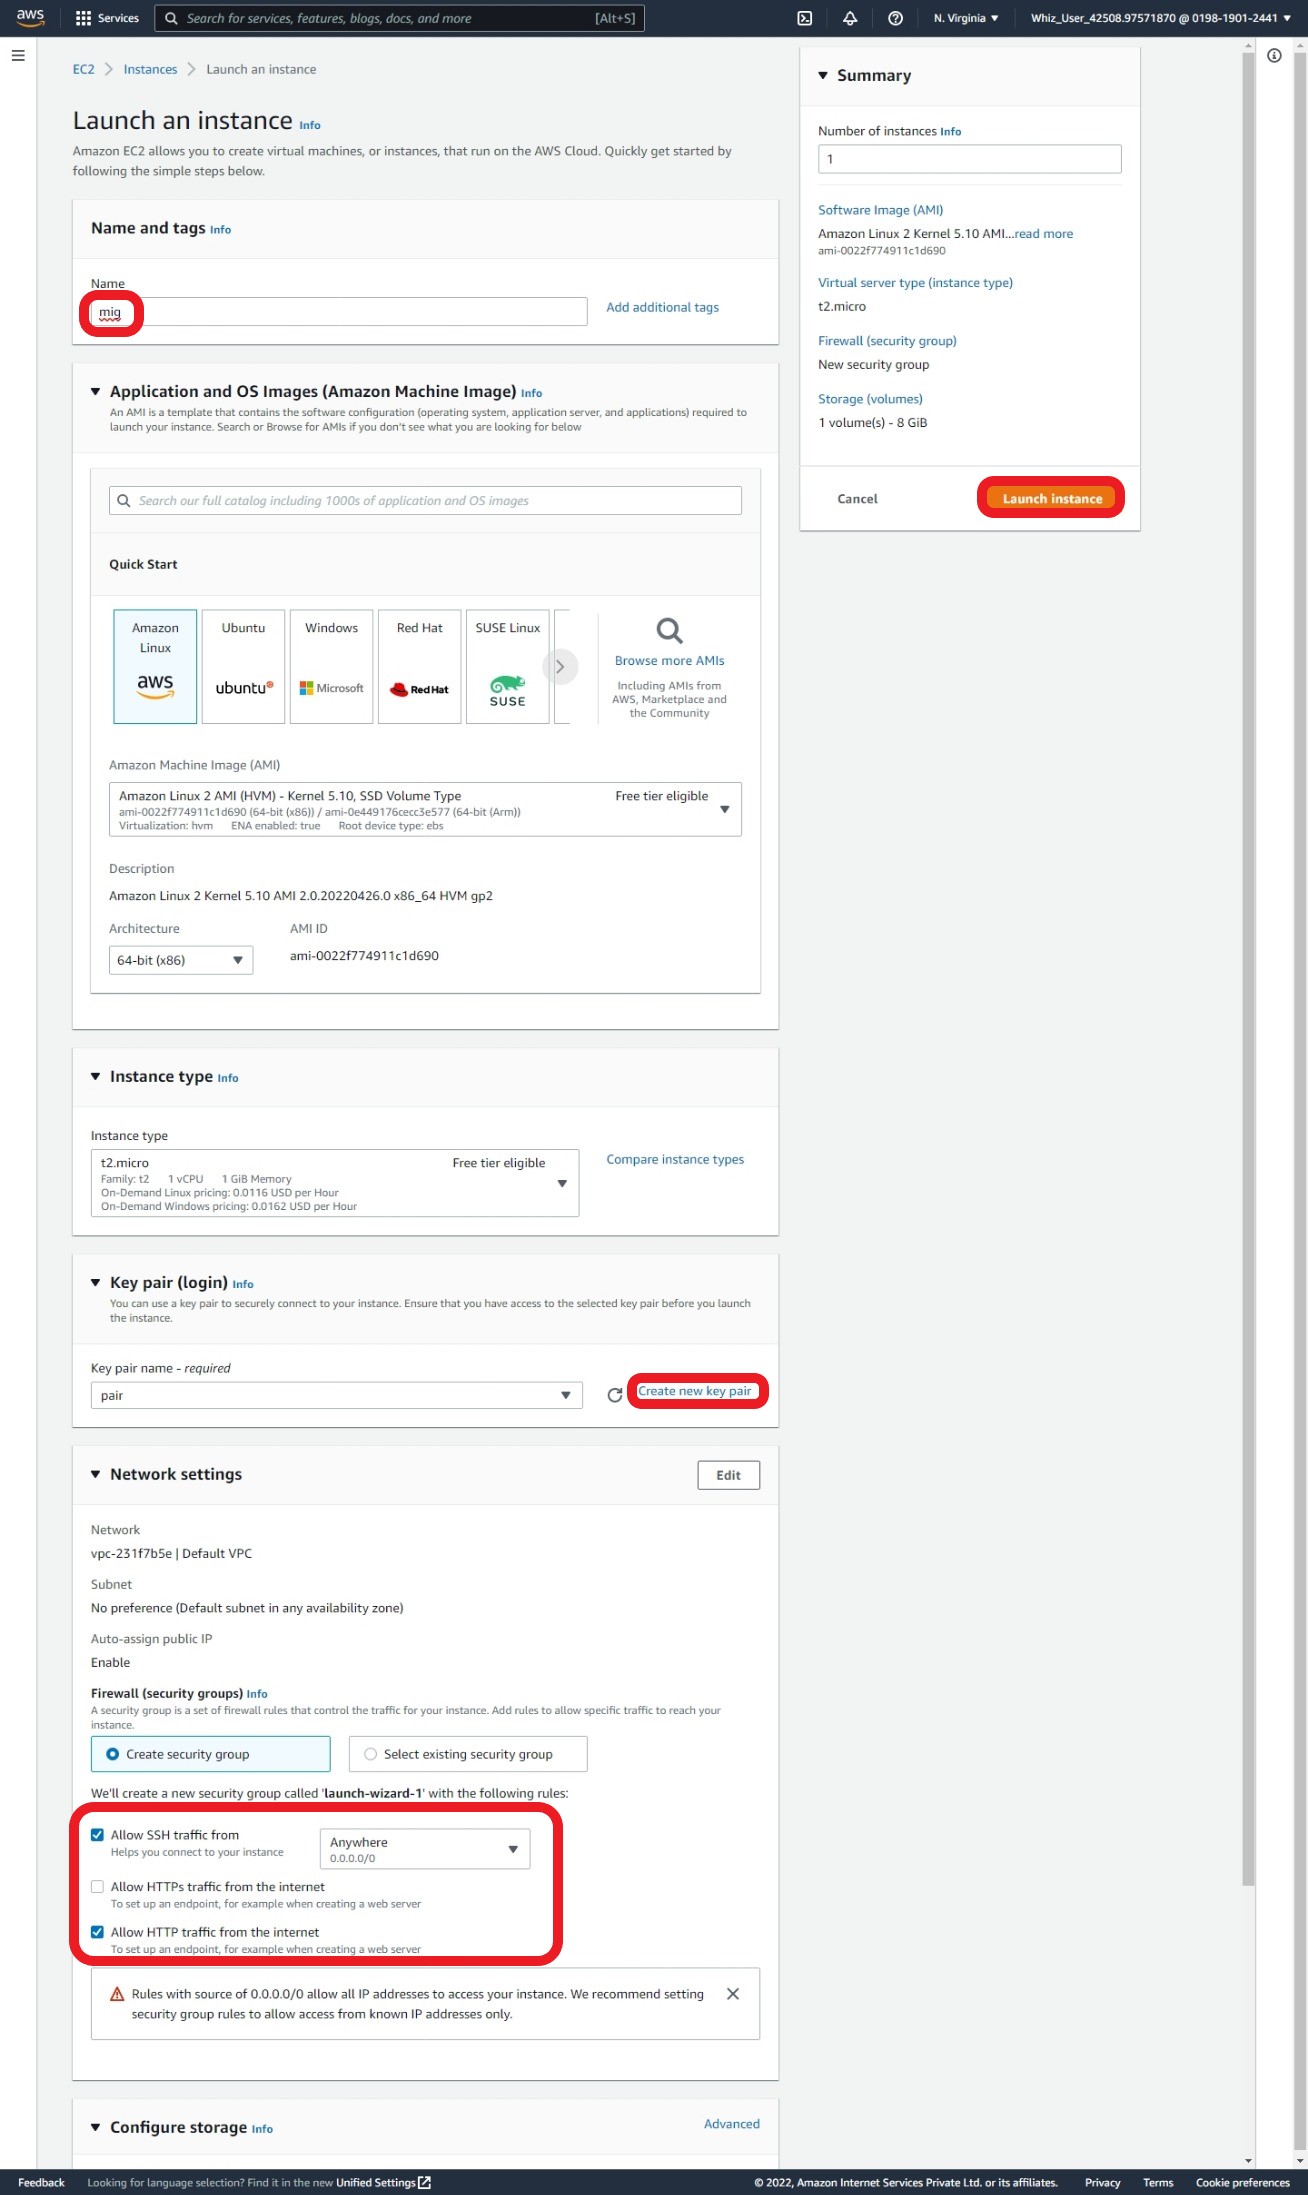 aws
Services
Search for services, features, blogs, docs, and more
[Alt+S]
N. Virginia
Whiz_User_42508.97571870 @ 0198-1901-2441
EC2 > Instances > Launch an instance
Launch an instance Info
Amazon EC2 allows you to create virtual machines, or instances, that run on the AWS Cloud. Quickly get started by
following the simple steps below.
Name and tags Info
Name
mig
Add additional tags
Application and OS Images (Amazon Machine Image) Info
An AMI is a template that contains the software configuration (operating system, application server, and applications) required to
launch your instance. Search or Browse for AMIs if you don't see what you are looking for below
Search our full catalog including 1000s of application and OS images
Quick Start
Amazon
Linux
aws
Ubuntu
ubuntu
Windows
Microsoft
Red Hat
Red Hat
SUSE Linux
SUSE
Browse more AMIs
Including AMIs from
AWS, Marketplace and
the Community
Amazon Machine Image (AMI)
Amazon Linux 2 AMI (HVM) - Kernel 5.10, SSD Volume Type
Free tier eligible
ami-0022f774911c1d690 (64-bit (x86)) / ami-0e449176cecc3e577 (64-bit (Arm))
Virtualization: hvm ENA enabled: true Root device type: ebs
Description
Amazon Linux 2 Kernel 5.10 AMI 2.0.20220426.0 x86_64 HVM gp2
Architecture
AMI ID
64-bit (x86)
ami-0022f774911c1d690
Instance type Info
Instance type
t2.micro
Free tier eligible
Family: t2 1 vCPU 1 GiB Memory
On-Demand Linux pricing: 0.0116 USD per Hour
On-Demand Windows pricing: 0.0162 USD per Hour
Compare instance types
Key pair (login) Info
You can use a key pair to securely connect to your instance. Ensure that you have access to the selected key pair before you launch
the instance.
Key pair name - required
pair
Create new key pair
Network settings
Edit
Network
vpc-231f7b5e | Default VPC
Subnet
No preference (Default subnet in any availability zone)
Auto-assign public IP
Enable
Firewall (security groups) Info
A security group is a set of firewall rules that control the traffic for your instance. Add rules to allow specific traffic to reach your
instance.
Create security group
Select existing security group
We'll create a new security group called 'launch-wizard-1' with the following rules:
Allow SSH traffic from
Helps you connect to your instance
Anywhere
0.0.0.0/0
Allow HTTPs traffic from the internet
To set up an endpoint, for example when creating a web server
Allow HTTP traffic from the internet
To set up an endpoint, for example when creating a web server
Rules with source of 0.0.0.0/0 allow all IP addresses to access your instance. We recommend setting
security group rules to allow access from known IP addresses only.
Configure storage Info
Advanced
Summary
Number of instances Info
1
Software Image (AMI)
Amazon Linux 2 Kernel 5.10 AMI...read more
ami-0022f774911c1d690
Virtual server type (instance type)
t2.micro
Firewall (security group)
New security group
Storage (volumes)
1 volume(s) - 8 GiB
Cancel
Launch instance
Feedback
Looking for language selection? Find it in the new Unified Settings
© 2022, Amazon Internet Services Private Ltd. or its affiliates.
Privacy
Terms
Cookie preferences